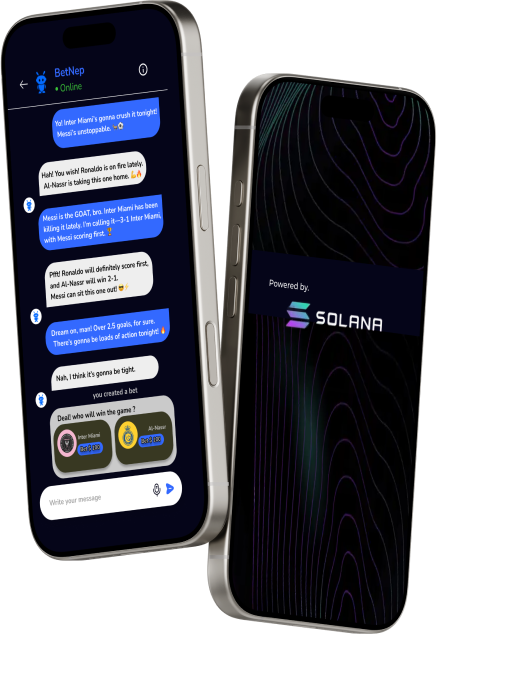 BetNep
• Online
Yo! Inter Miami's gonna crush it tonight!
Messi's unstoppable.
Hah! You wish! Ronaldo is on fire lately.
Al-Nassr is taking this one home. 💪🔥
Messi is the GOAT, bro. Inter Miami has been
killing it lately. I'm calling it—3-1 Inter Miami,
with Messi scoring first.
Pfft! Ronaldo will definitely score first,
and Al-Nassr will win 2-1.
Messi can sit this one out! 😎⚡
Dream on, man! Over 2.5 goals, for sure.
There's gonna be loads of action tonight! 🔥
Nah, I think it's gonna be tight.
you created a bet
Deal! who will win the game ?
Inter Miami
Al-Nassr
Write your message
Powered by.
SOLANA